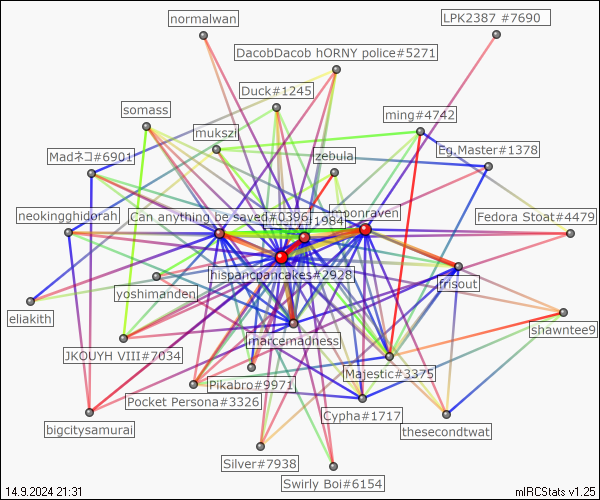 normalwan
LPK2387 #7690
DacobDacob hORNY police#5271
Duck#1245
somass
ming#4742
mukszi
Eg.Master#1378
Madネコ#6901
zebula
neokingghidorah
Can anything be saved#0396
#1984
moonraven
Fedora Stoat#4479
hispancpancakes#2928
frisout
yoshimanden
eliakith
shawntee9
marcemadness
JKOUYH VIII#7034
Majestic#3375
Pikabro#9971
Pocket Persona#3326
Cypha#1717
thesecondtwat
bigcitysamurai
Silver#7938
Swirly Boi#6154
14.9.2024 21:31
mIRCStats v1.25